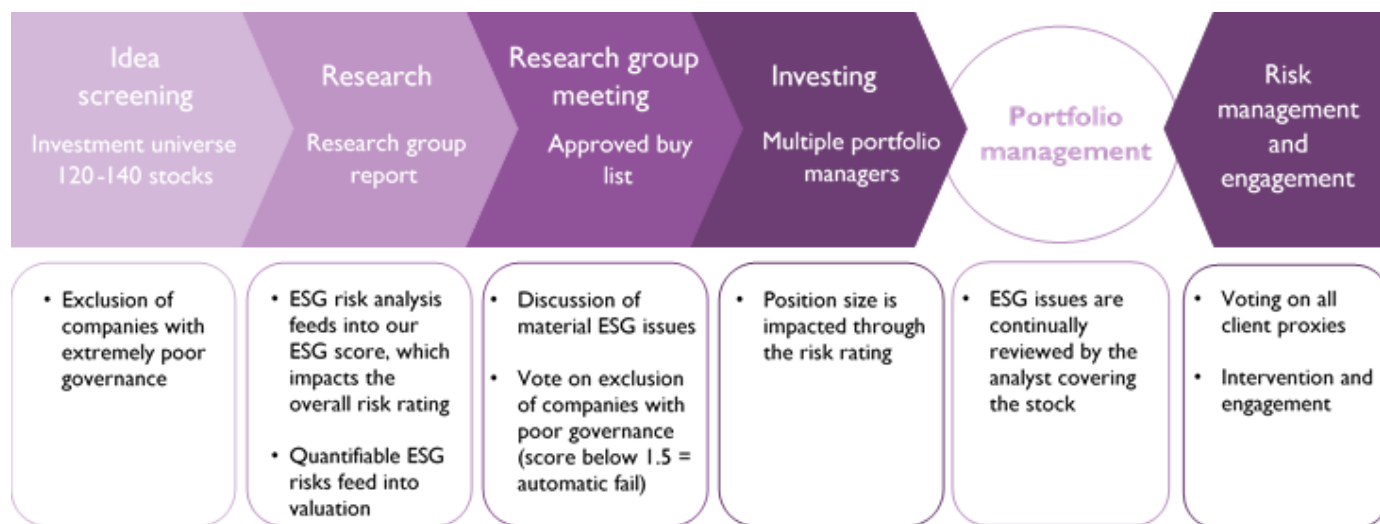 Idea
screening
Investment universe
120-140 stocks
Research
Research group
report
Research group
meeting
Approved buy
list
Investing
Multiple portfolio
managers
Portfolio
management
Risk
management
and
engagement
• Exclusion of
companies with
extremely poor
governance
• ESG risk analysis
feeds into our
ESG score, which
impacts the
overall risk rating
• Quantifiable ESG
risks feed into
valuation
• Discussion of
material ESG issues
• Vote on exclusion
of companies with
poor governance
(score below 1.5 =
automatic fail)
• Position size is
impacted through
the risk rating
• ESG issues are
continually
reviewed by the
analyst covering
the stock
• Voting on all
client proxies
• Intervention and
engagement